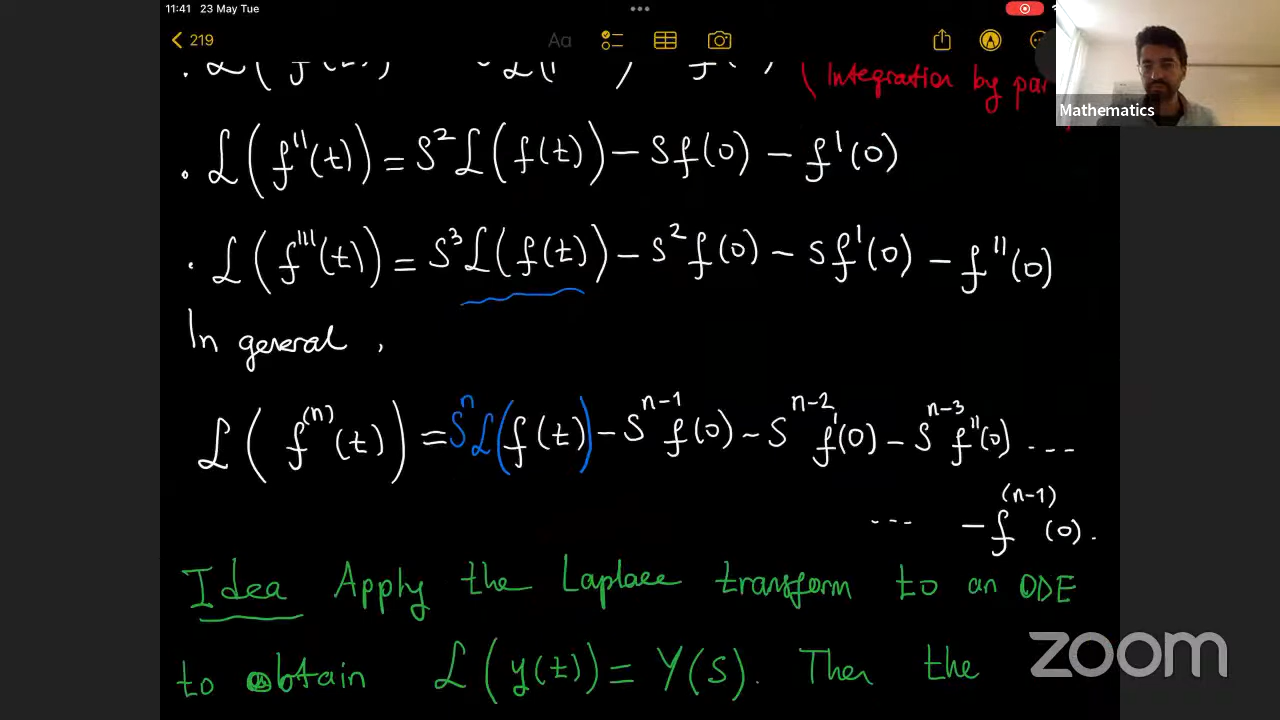 11:41 23 May Tue
219
Aa
(Integration by par
Mathematics
. ℒ(f''(t)) = S²ℒ(f(t)) − Sf(0) − f'(0)
. ℒ(f'''(t)) = S³ℒ(f(t)) − S²f(0) − Sf'(0) − f''(0)
In general,
ℒ(f⁽ⁿ⁾(t)) = Sⁿℒ(f(t)) − Sⁿ⁻¹f(0) − Sⁿ⁻²f'(0) − Sⁿ⁻³f''(0) ...
... −f⁽ⁿ⁻¹⁾(0).
Idea Apply the Laplace transform to an ODE
to obtain ℒ(y(t)) = Y(S). Then the
zoom